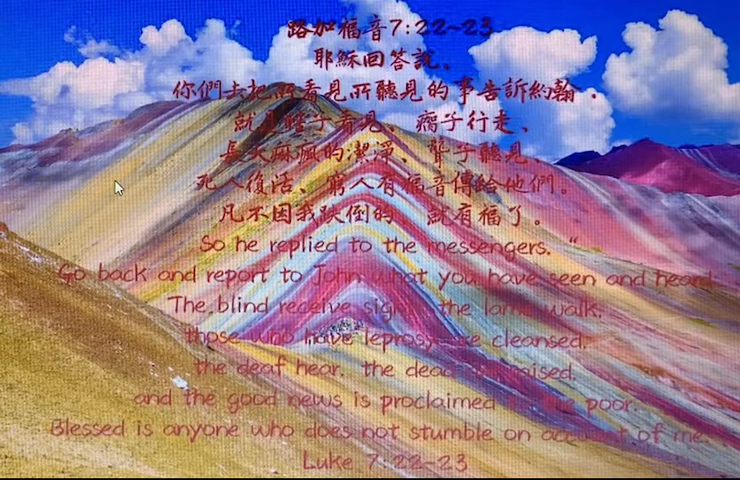 路加福音7:22~23
耶穌回答說、
你們去把所看見所聽見的事告訴約翰．
就是瞎子看見、瘸子行走、
長大痲瘋的潔淨、聾子聽見、
死人復活、窮人有福音傳給他們。
凡不因我跌倒的、就有福了。
So he replied to the messengers, “
Go back and report to John what you have seen and heard:
The blind receive sight, the lame walk,
those who have leprosy are cleansed,
the deaf hear, the dead are raised,
and the good news is proclaimed to the poor.
Blessed is anyone who does not stumble on account of me."
Luke 7:22-23